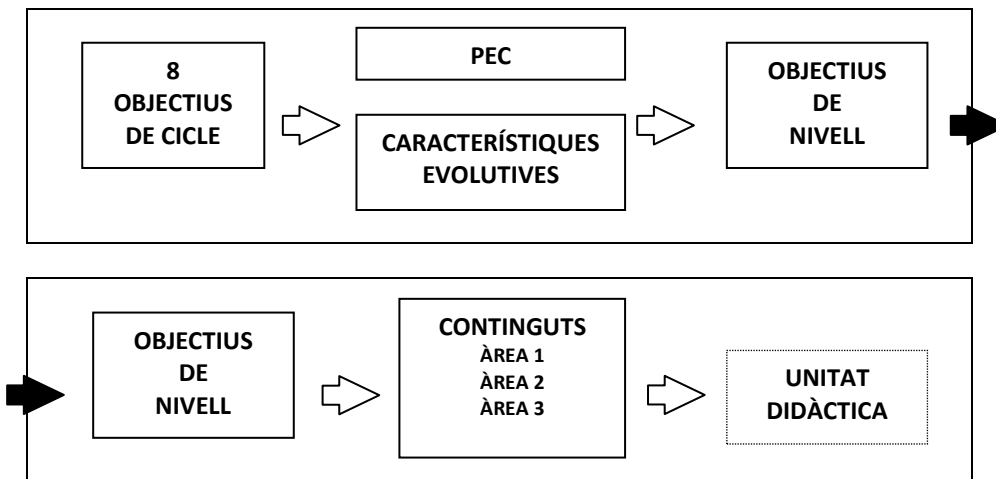 8
OBJECTIUS
DE CICLE
PEC
CARACTERÍSTIQUES
EVOLUTIVES
OBJECTIUS
DE
NIVELL
OBJECTIUS
DE
NIVELL
CONTINGUTS
ÀREA 1
ÀREA 2
ÀREA 3
UNITAT
DIDÀCTICA